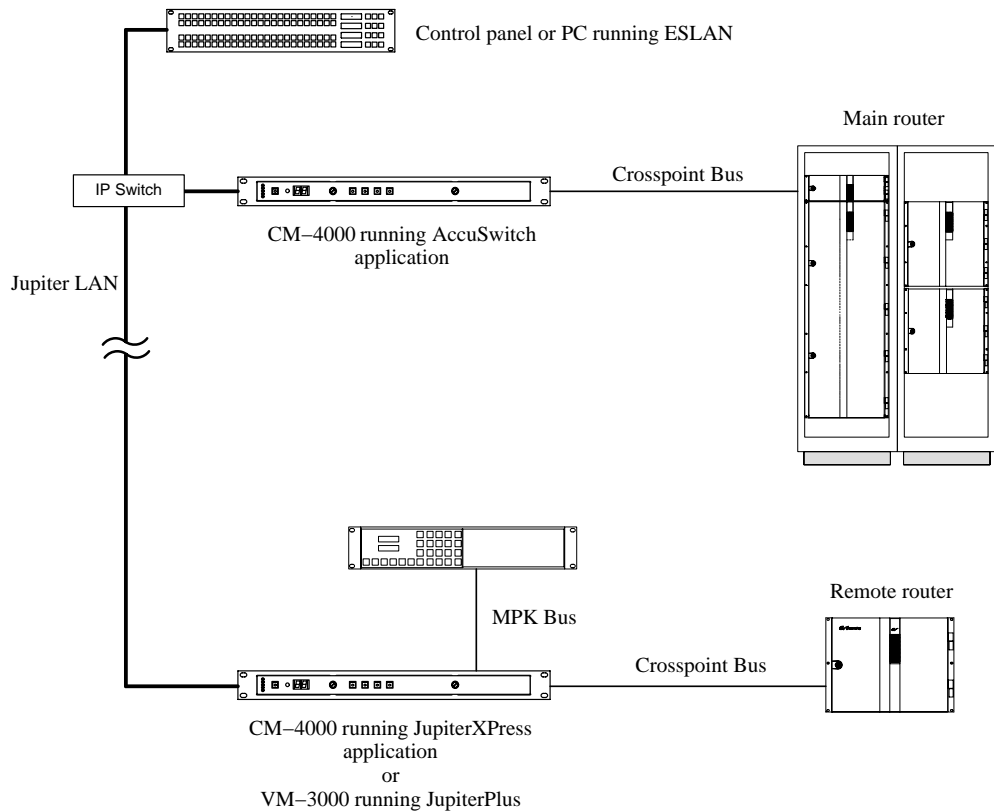 Control panel or PC running ESLAN
Main router
Crosspoint Bus
IP Switch
CM−4000 running AccuSwitch
application
Jupiter LAN
MPK Bus
Remote router
Crosspoint Bus
CM−4000 running JupiterXPress
application
or
VM−3000 running JupiterPlus